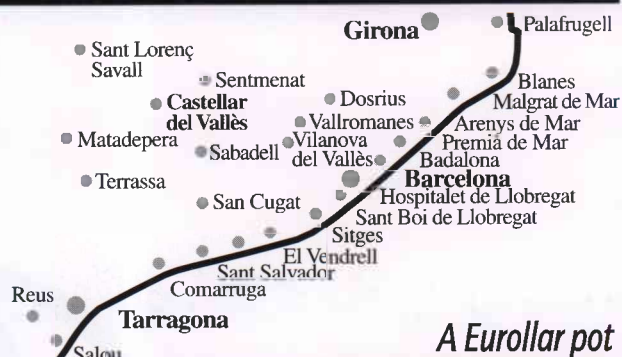 Girona
Palafrugell
Sant Lorenç
Savall
Sentmenat
Blanes
Castellar
del Vallès
Dosrius
Malgrat de Mar
Vallromanes
Arenys de Mar
Matadepera
Vilanova
del Vallès
Premià de Mar
Sabadell
Badalona
Terrassa
Barcelona
Hospitalet de Llobregat
San Cugat
Sant Boi de Llobregat
Sitges
El Vendrell
Sant Salvador
Comarruga
Reus
Tarragona
Salou
A Eurollar pot